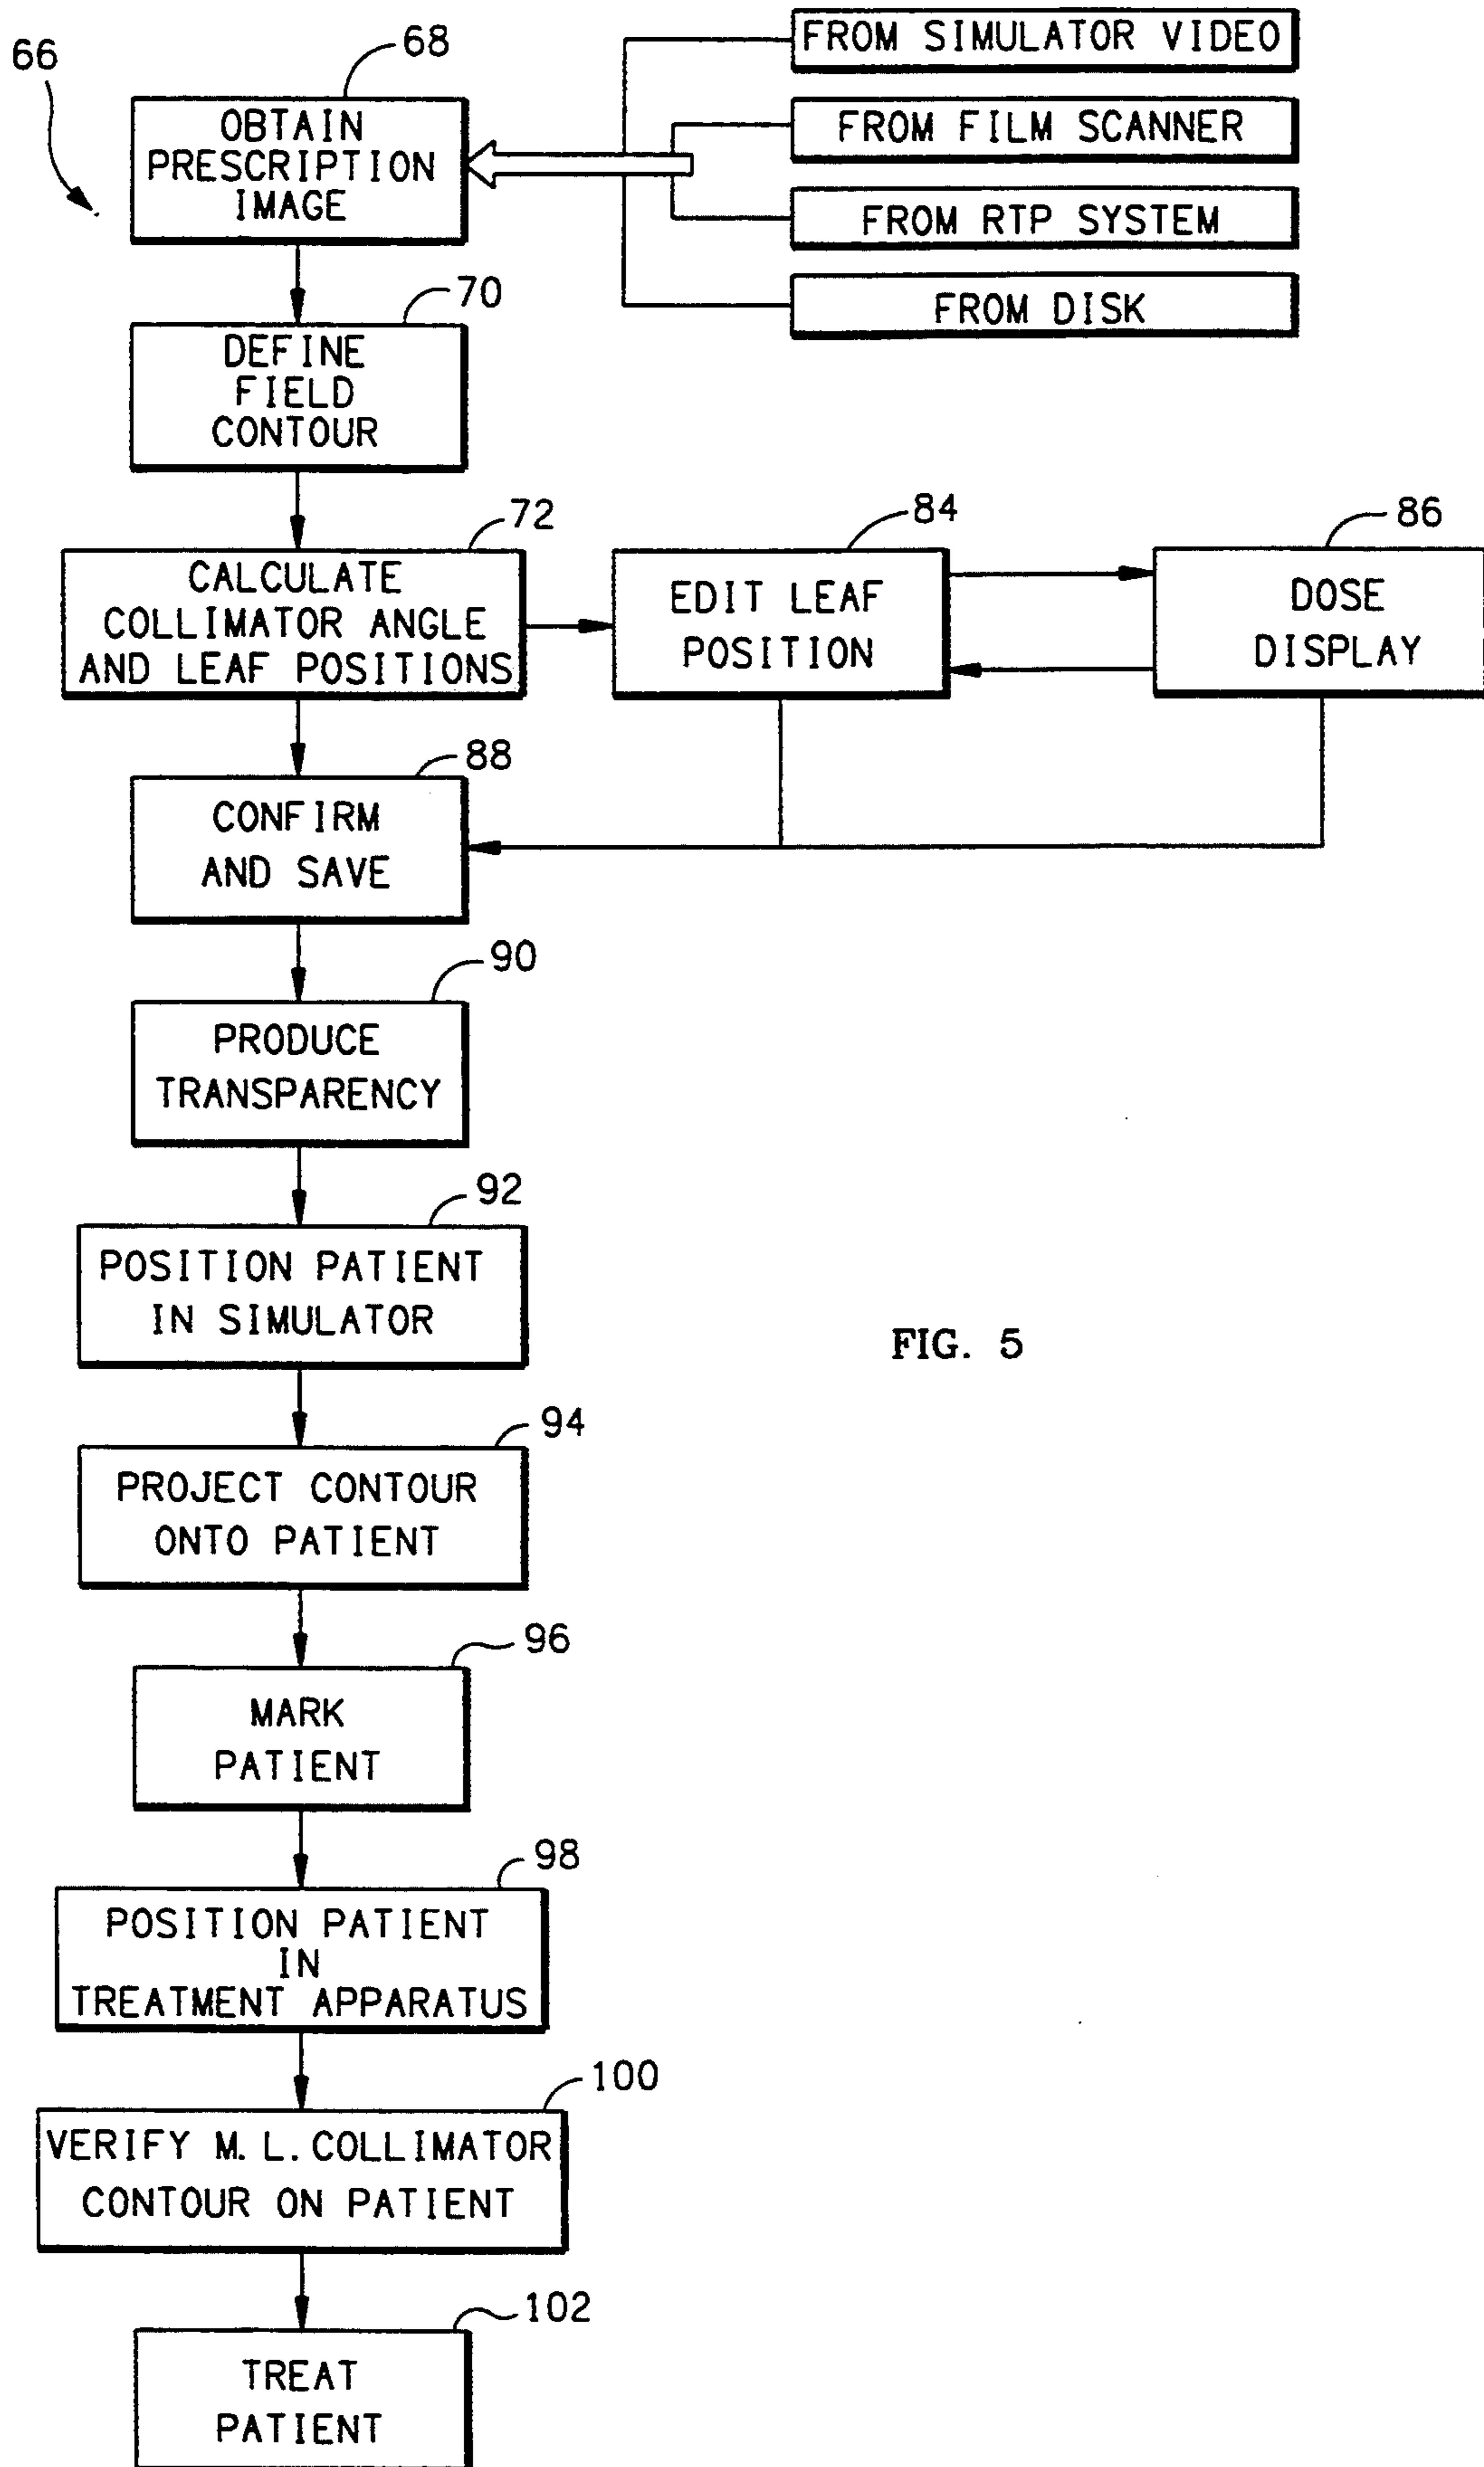 66
68
OBTAIN
PRESCRIPTION
IMAGE
FROM SIMULATOR VIDEO
FROM FILM SCANNER
FROM RTP SYSTEM
FROM DISK
70
DEFINE
FIELD
CONTOUR
72
CALCULATE
COLLIMATOR ANGLE
AND LEAF POSITIONS
84
EDIT LEAF
POSITION
86
DOSE
DISPLAY
88
CONFIRM
AND SAVE
90
PRODUCE
TRANSPARENCY
92
POSITION PATIENT
IN SIMULATOR
FIG. 5
94
PROJECT CONTOUR
ONTO PATIENT
96
MARK
PATIENT
98
POSITION PATIENT
IN
TREATMENT APPARATUS
100
VERIFY M. L. COLLIMATOR
CONTOUR ON PATIENT
102
TREAT
PATIENT